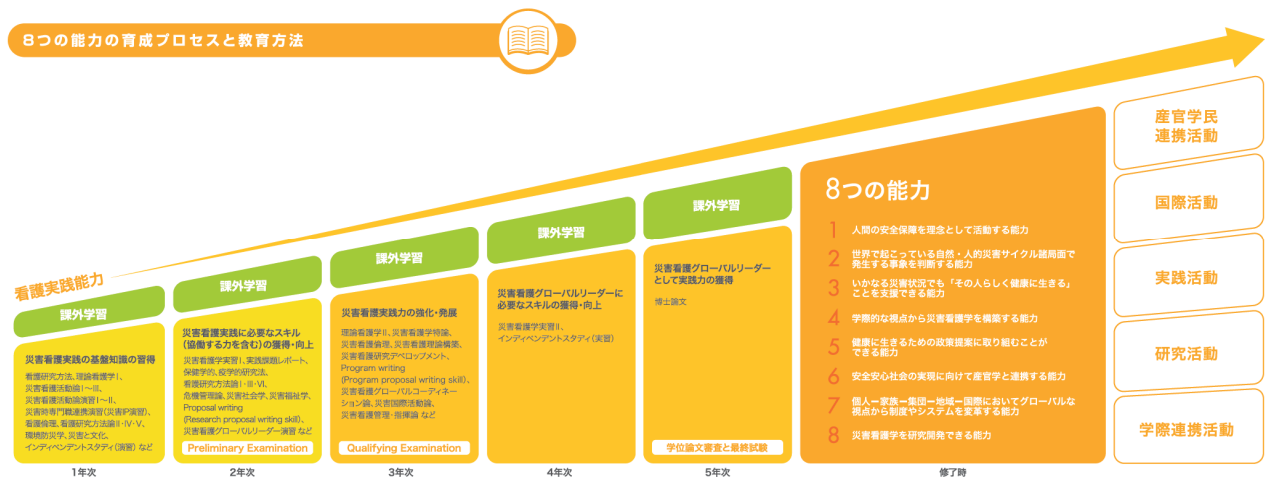 8つの能力の育成プロセスと教育方法
看護実践能力
課外学習
災害看護実践の基盤知識の習得
看護研究方法、理論看護学Ⅰ、
災害看護活動論Ⅰ〜Ⅲ、
災害看護活動論演習Ⅰ〜Ⅱ、
災害時専門職連携演習(災害IP演習)、
看護倫理、看護研究方法論Ⅱ・Ⅳ・Ⅴ、
環境防災学、災害と文化、
インディペンデントスタディ(演習) など
1年次
課外学習
災害看護実践に必要なスキル
(協働する力を含む)の獲得・向上
災害看護学実習Ⅰ、実践課題レポート、
保健学的、疫学的研究法、
看護研究方法論Ⅰ・Ⅲ・Ⅵ、
危機管理論、災害社会学、災害福祉学、
Proposal writing
(Research proposal writing skill)、
災害看護グローバルリーダー演習 など
Preliminary Examination
2年次
課外学習
災害看護実践力の強化・発展
理論看護学Ⅱ、災害看護学特論、
災害看護倫理、災害看護理論構築、
災害看護研究デベロップメント、
Program writing
(Program proposal writing skill)、
災害看護グローバルコーディネー
ション論、災害国際活動論、
災害看護管理・指揮論 など
Qualifying Examination
3年次
課外学習
災害看護グローバルリーダーに
必要なスキルの獲得・向上
災害看護学実習Ⅱ、
インディペンデントスタディ(実習)
4年次
課外学習
災害看護グローバルリーダー
として実践力の獲得
博士論文
学位論文審査と最終試験
5年次
8つの能力
1 人間の安全保障を理念として活動する能力
2 世界で起こっている自然・人的災害サイクル諸局面で
発生する事象を判断する能力
3 いかなる災害状況でも「その人らしく健康に生きる」
ことを支援できる能力
4 学際的な視点から災害看護学を構築する能力
5 健康に生きるための政策提案に取り組むことが
できる能力
6 安全安心社会の実現に向けて産官学と連携する能力
7 個人ー家族ー集団ー地域ー国際においてグローバルな
視点から制度やシステムを変革する能力
8 災害看護学を研究開発できる能力
修了時
産官学民
連携活動
国際活動
実践活動
研究活動
学際連携活動